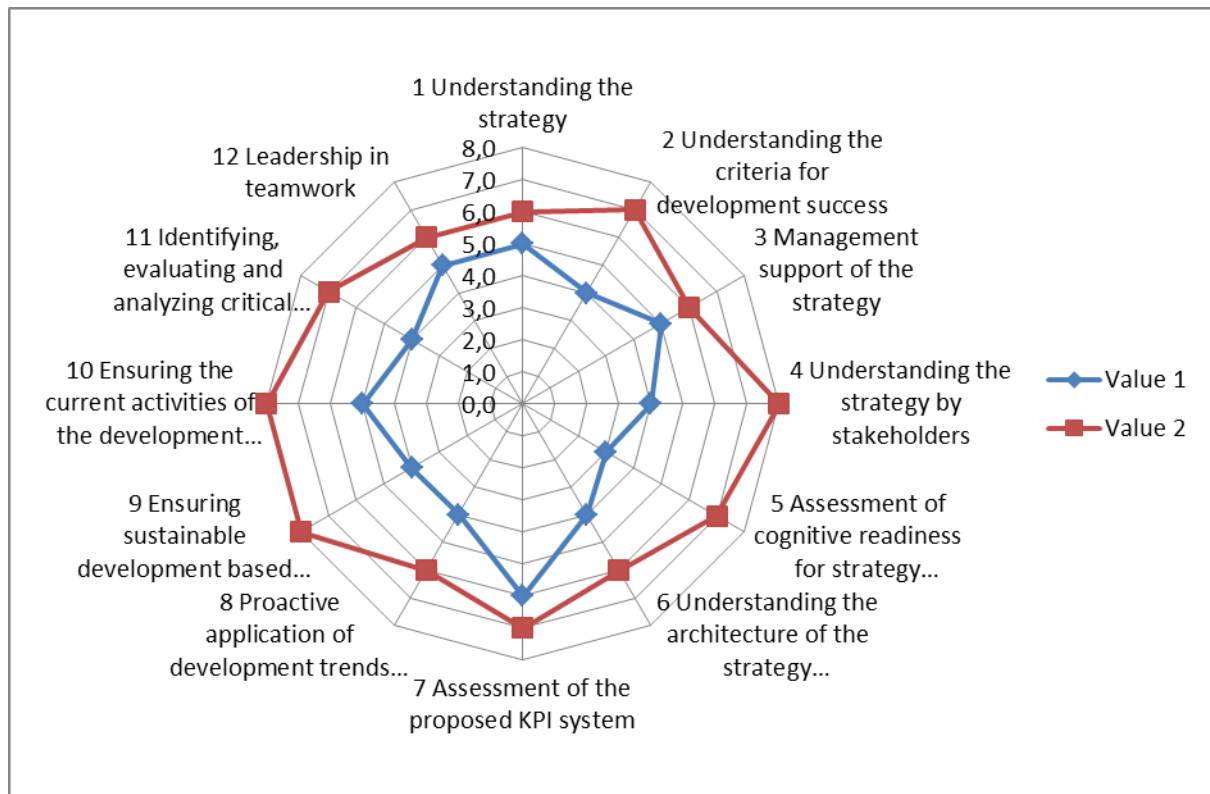 1 Understanding the
strategy
2 Understanding the
criteria for
development success
3 Management
support of the
strategy
4 Understanding the
strategy by
stakeholders
5 Assessment of
cognitive readiness
for strategy...
6 Understanding the
architecture of the
strategy...
7 Assessment of the
proposed KPI system
8 Proactive
application of
development trends...
9 Ensuring
sustainable
development based...
10 Ensuring the
current activities of
the development...
11 Identifying,
evaluating and
analyzing critical...
12 Leadership in
teamwork
8,0
7,0
6,0
5,0
4,0
3,0
2,0
1,0
0,0
Value 1
Value 2